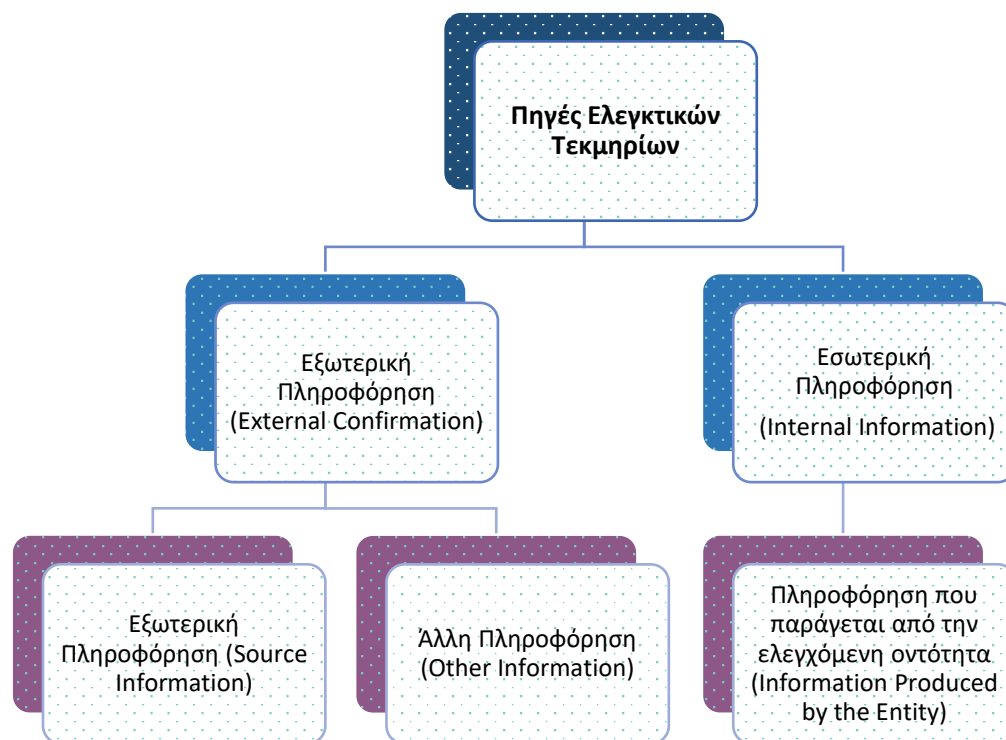 Πηγές Ελεγκτικών
Τεκμηρίων
Εξωτερική
Πληροφόρηση
(External Confirmation)
Εσωτερική
Πληροφόρηση
(Internal Information)
Εξωτερική
Πληροφόρηση (Source
Information)
Άλλη Πληροφόρηση
(Other Information)
Πληροφόρηση που
παράγεται από την
ελεγχόμενη οντότητα
(Information Produced
by the Entity)